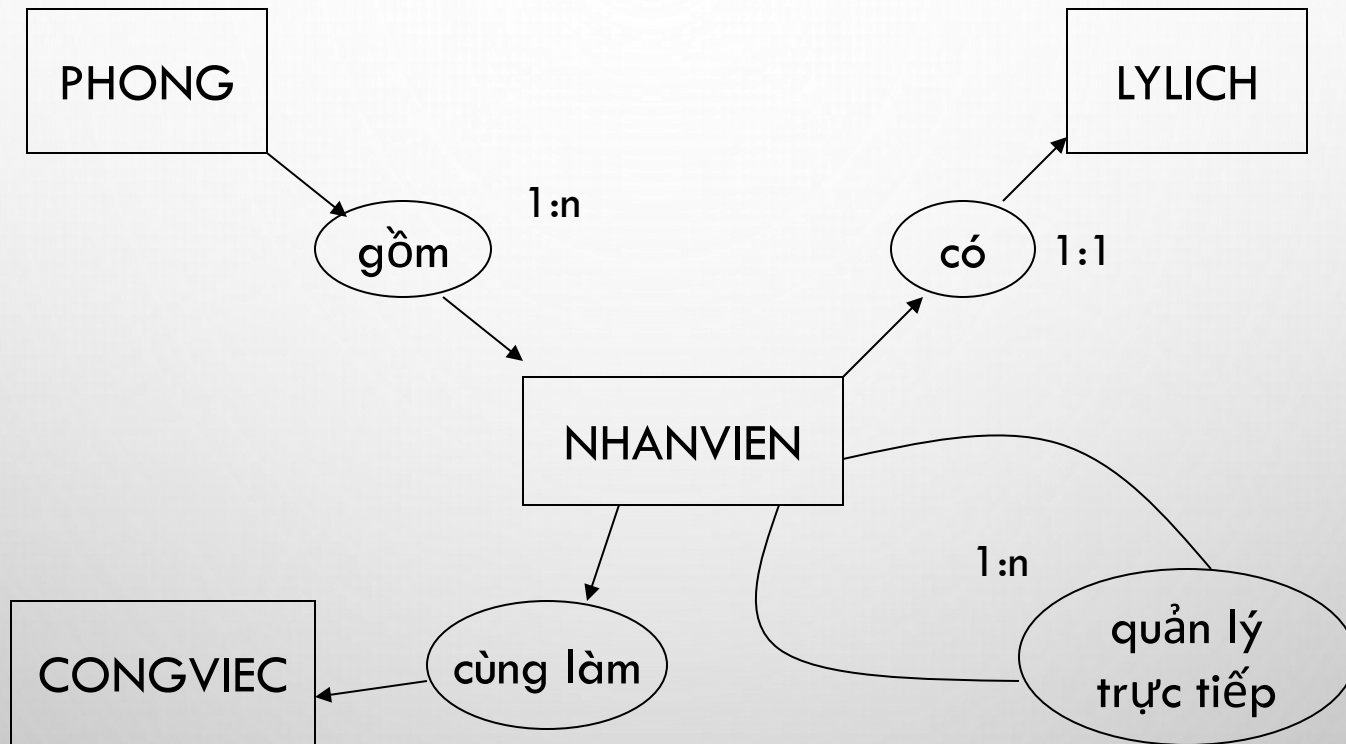 PHONG
LYLICH
1:n
gồm
có
1:1
NHANVIEN
1:n
quản lý
trực tiếp
cùng làm
CONGVIEC